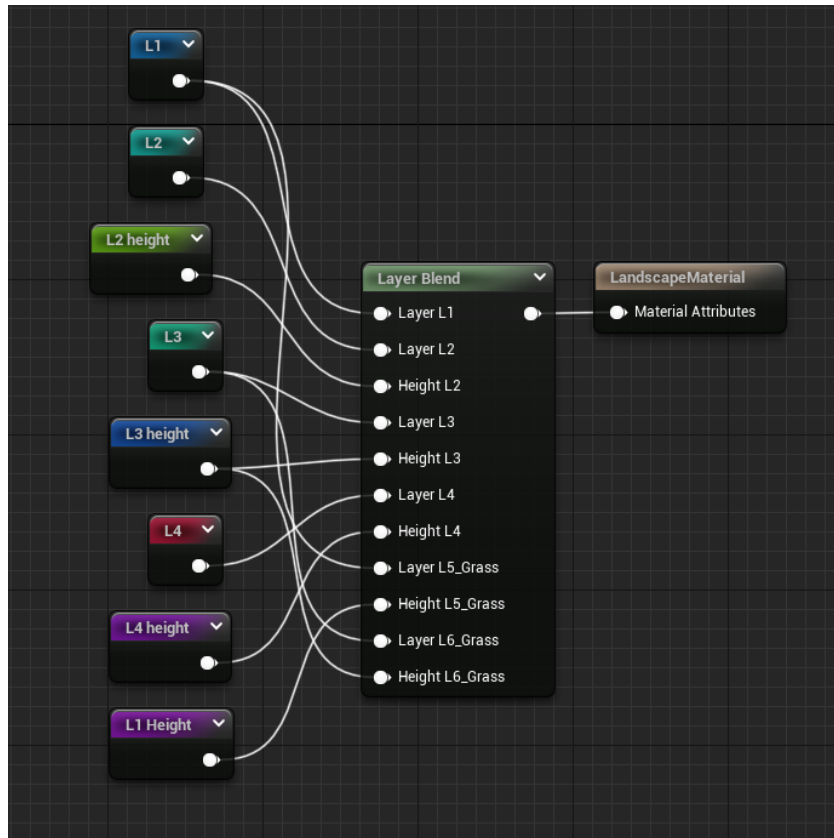 L1
L2
L2 height
L3
L3 height
L4
L4 height
L1 Height
Layer Blend
Layer L1
Layer L2
Height L2
Layer L3
Height L3
Layer L4
Height L4
Layer L5_Grass
Height L5_Grass
Layer L6_Grass
Height L6_Grass
LandscapeMaterial
Material Attributes